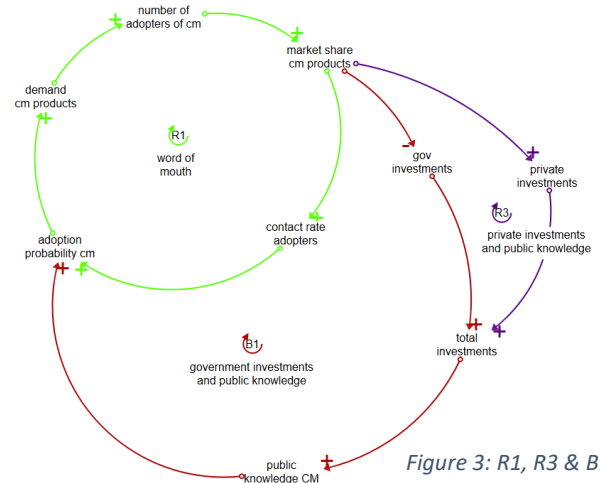 number of
adopters of cm
+
+
market share
cm products
demand
cm products
+
R1
word of
mouth
-
gov
investments
+
private
investments
R3
private investments
and public knowledge
contact rate
adopters
+
adoption
probability cm
+
+
B1
government investments
and public knowledge
+
+
total
investments
+
public
knowledge CM
Figure 3: R1, R3 & B